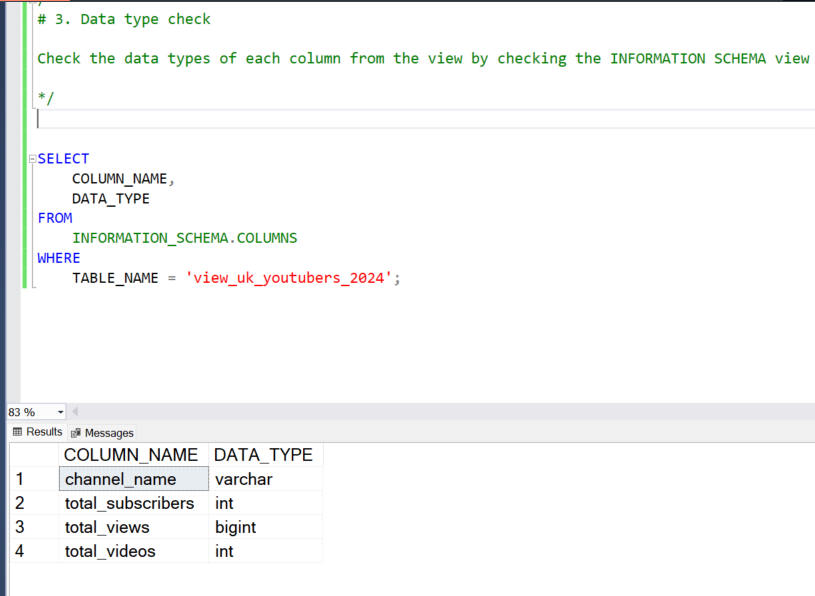 # 3. Data type check
Check the data types of each column from the view by checking the INFORMATION SCHEMA view
*/
SELECT
COLUMN_NAME,
DATA_TYPE
FROM
INFORMATION_SCHEMA.COLUMNS
WHERE
TABLE_NAME = 'view_uk_youtubers_2024';
83 %
Results Messages
COLUMN_NAME DATA_TYPE
1 channel_name varchar
2 total_subscribers int
3 total_views bigint
4 total_videos int